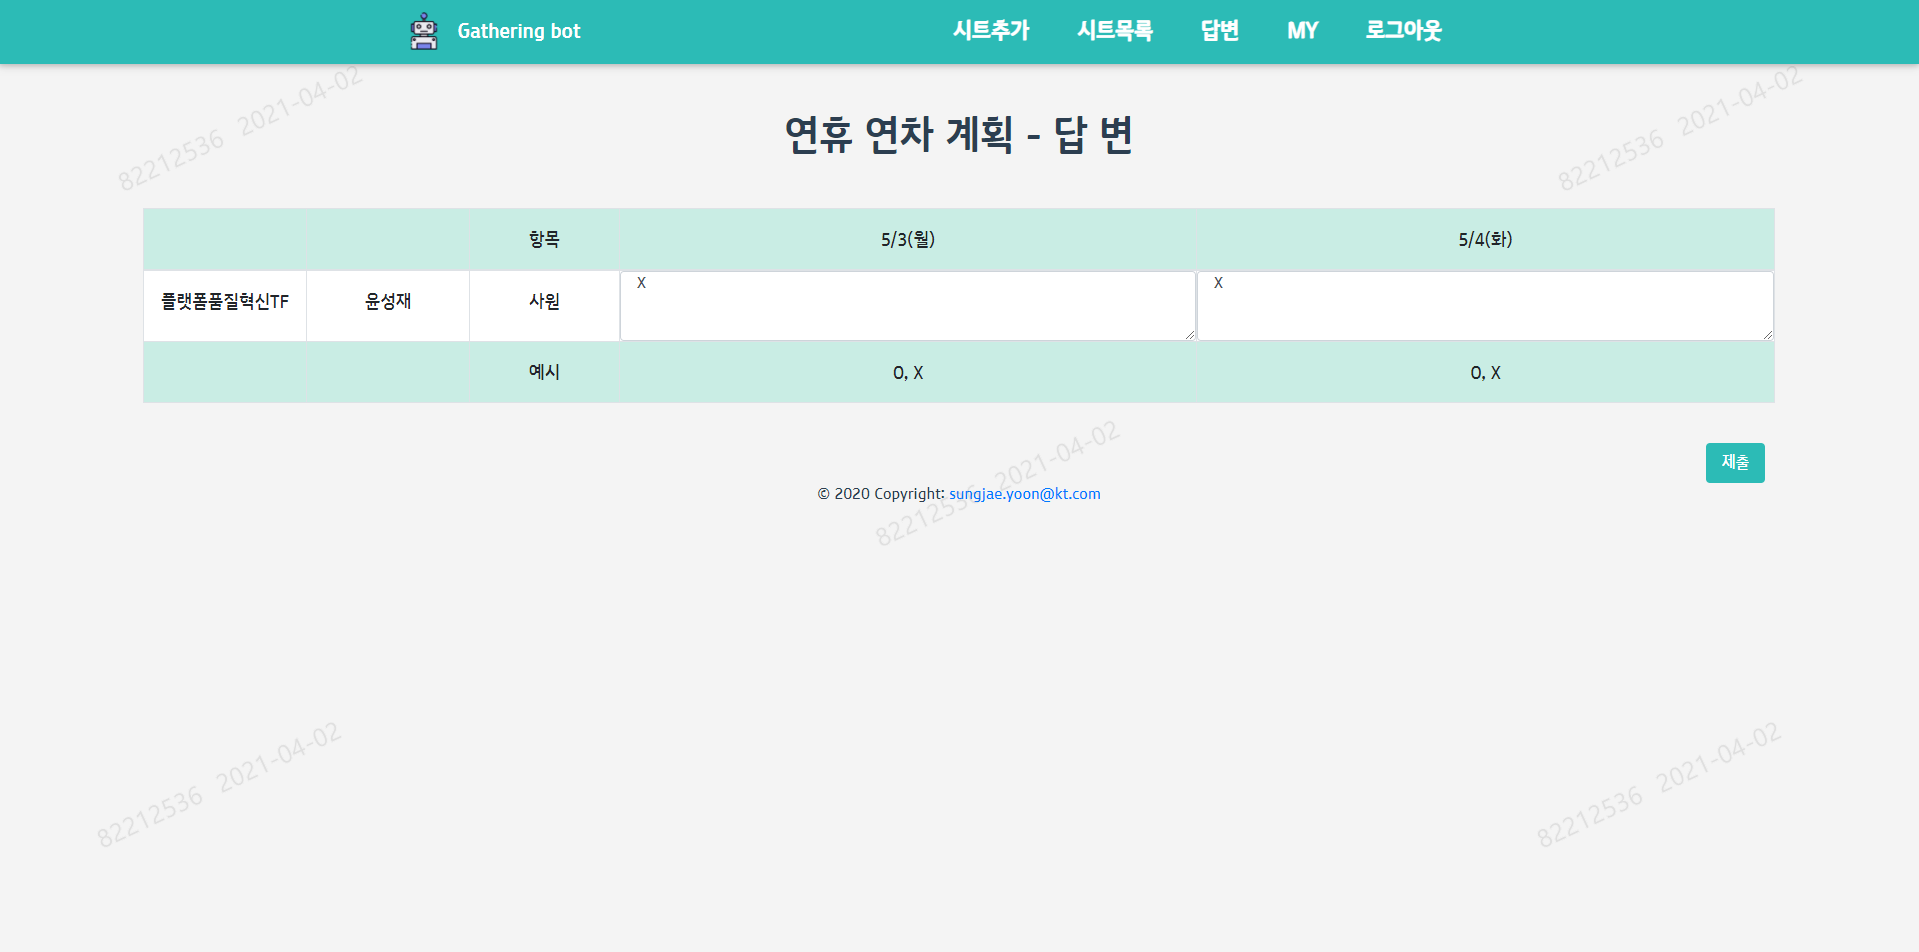 Gathering bot 시트추가 시트목록 답변 MY 로그아웃
82212536 2021-04-02
82212536 2021-04-02
연휴 연차 계획 - 답 변
항목 5/3(월) 5/4(화)
플랫폼품질혁신TF 윤성재 사원 X X
예시 O, X O, X
제출
82212536 2021-04-02
© 2020 Copyright: sungjae.yoon@kt.com
82212536 2021-04-02
82212536 2021-04-02